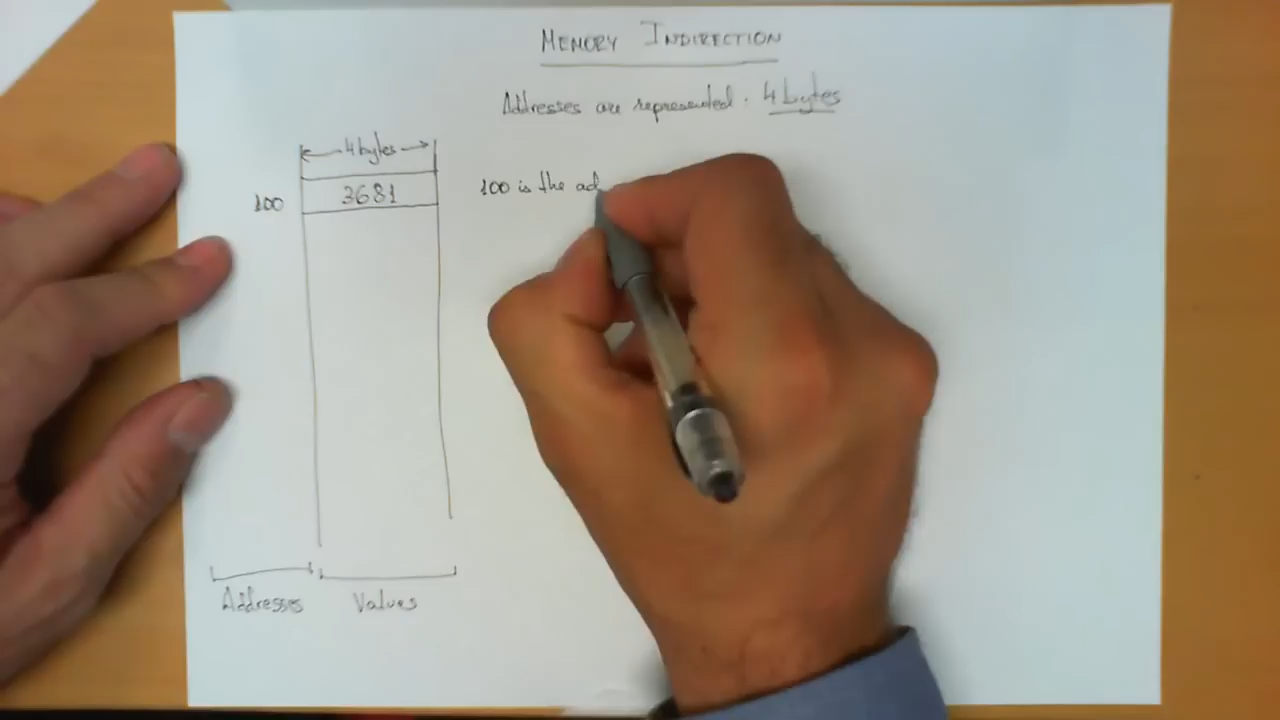 MEMORY INDIRECTION
Addresses are represented. 4 bytes
4 bytes
100 3681 100 is the ad
Addresses Values